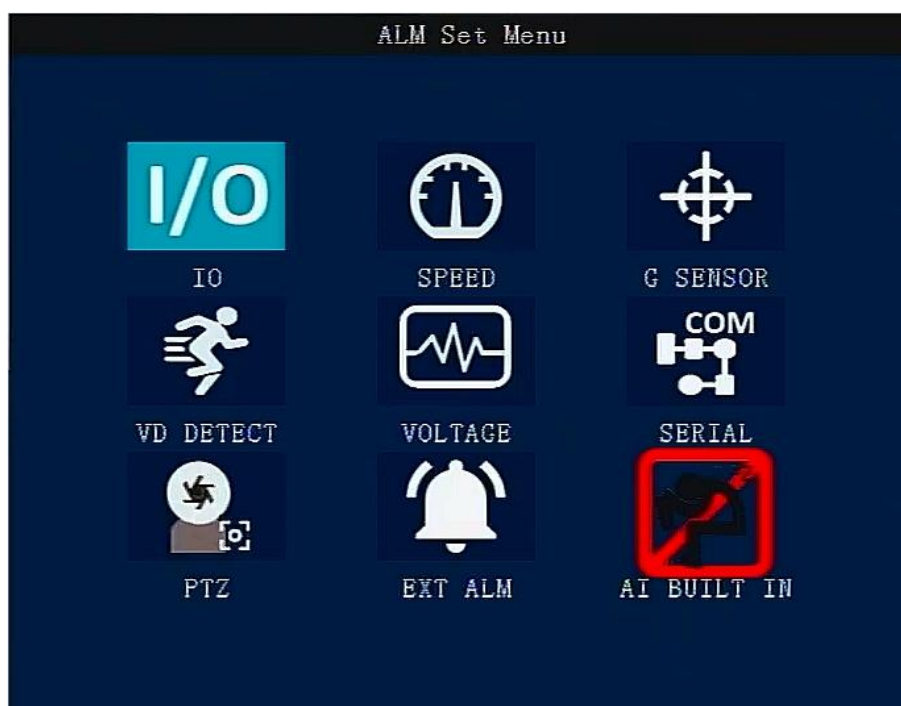 ALM Set Menu
I/O
IO SPEED G SENSOR
COM
VD DETECT VOLTAGE SERIAL
PTZ EXT ALM AI BUILT IN